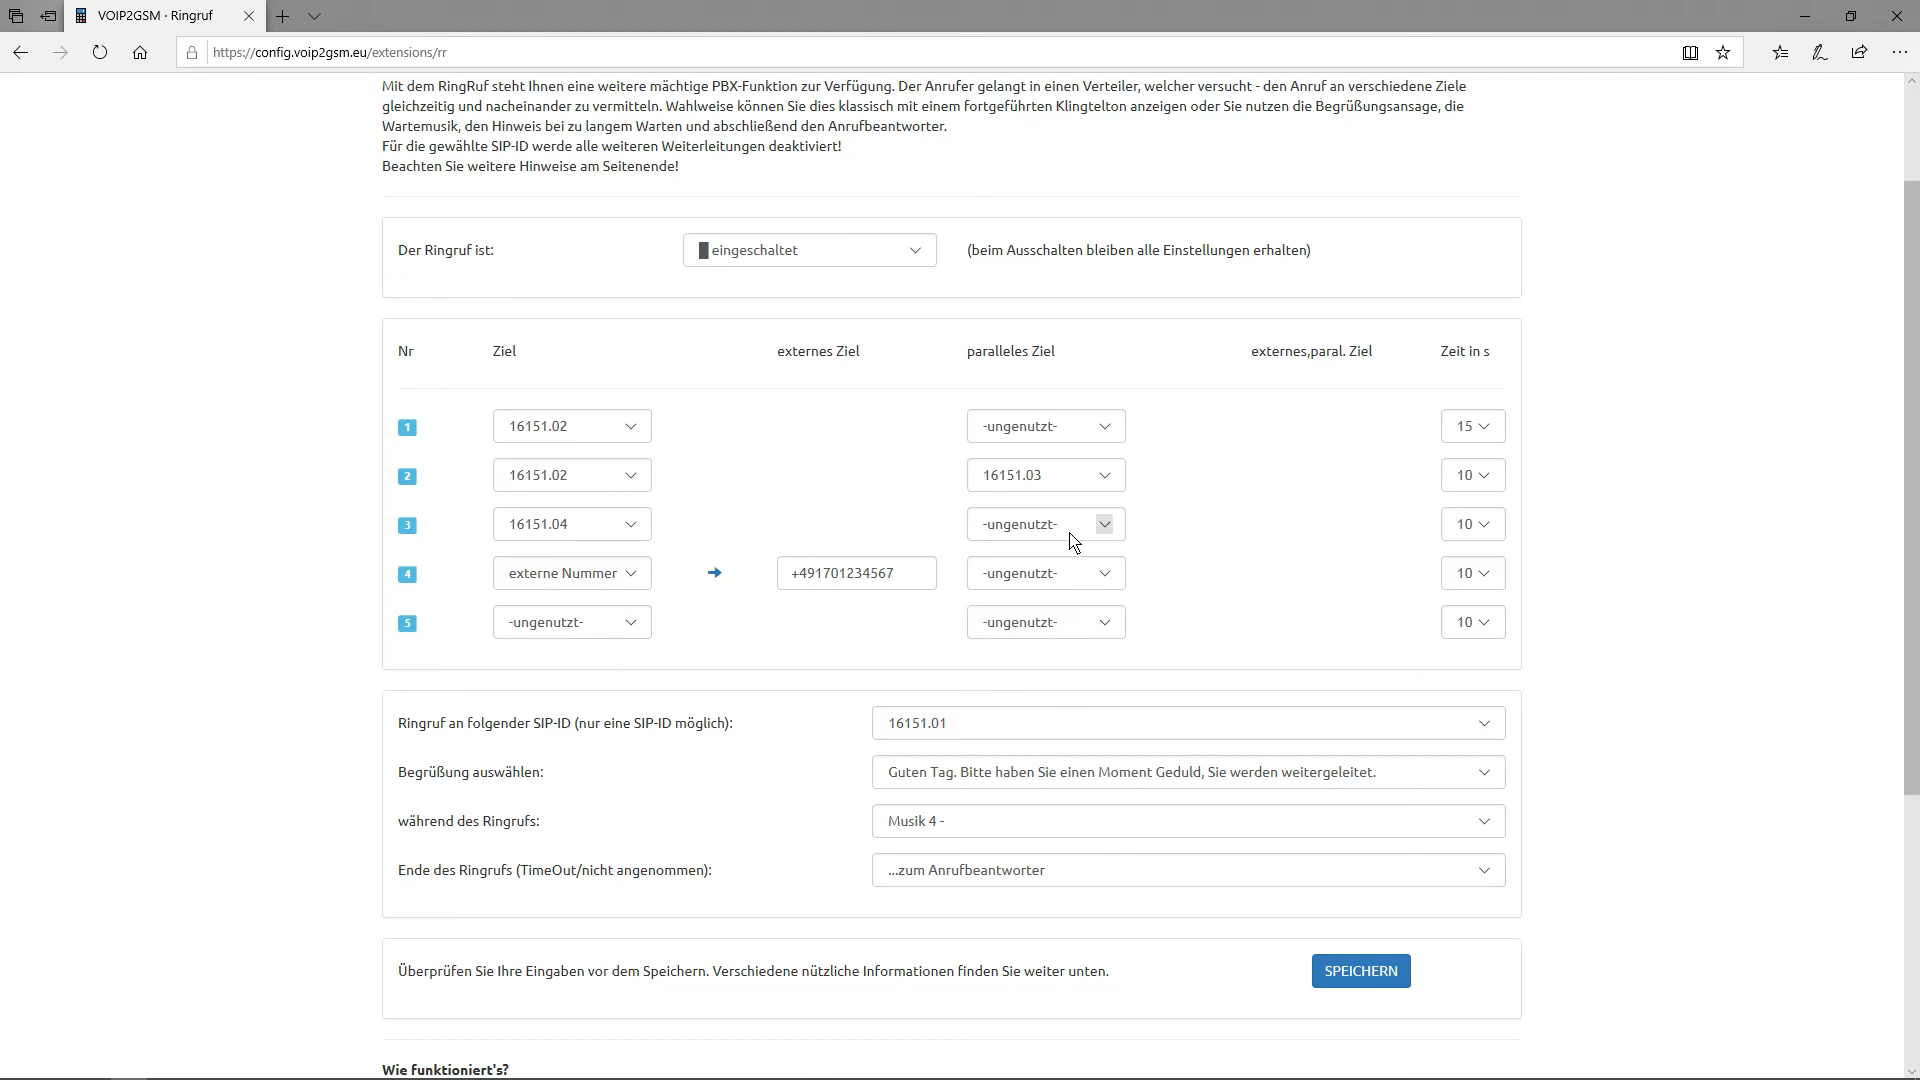 VOIP2GSM · Ringruf
https://config.voip2gsm.eu/extensions/rr
Mit dem RingRuf steht Ihnen eine weitere mächtige PBX-Funktion zur Verfügung. Der Anrufer gelangt in einen Verteiler, welcher versucht - den Anruf an verschiedene Ziele
gleichzeitig und nacheinander zu vermitteln. Wahlweise können Sie dies klassisch mit einem fortgeführten Klingtelton anzeigen oder Sie nutzen die Begrüßungsansage, die
Wartemusik, den Hinweis bei zu langem Warten und abschließend den Anrufbeantworter.
Für die gewählte SIP-ID werde alle weiteren Weiterleitungen deaktiviert!
Beachten Sie weitere Hinweise am Seitenende!
Der Ringruf ist: eingeschaltet (beim Ausschalten bleiben alle Einstellungen erhalten)
Nr Ziel externes Ziel paralleles Ziel externes,paral. Ziel Zeit in s
1 16151.02 -ungenutzt- 15
2 16151.02 16151.03 10
3 16151.04 -ungenutzt- 10
4 externe Nummer +491701234567 -ungenutzt- 10
5 -ungenutzt- -ungenutzt- 10
Ringruf an folgender SIP-ID (nur eine SIP-ID möglich): 16151.01
Begrüßung auswählen: Guten Tag. Bitte haben Sie einen Moment Geduld, Sie werden weitergeleitet.
während des Ringrufs: Musik 4 -
Ende des Ringrufs (TimeOut/nicht angenommen): ...zum Anrufbeantworter
Überprüfen Sie Ihre Eingaben vor dem Speichern. Verschiedene nützliche Informationen finden Sie weiter unten. SPEICHERN
Wie funktioniert's?